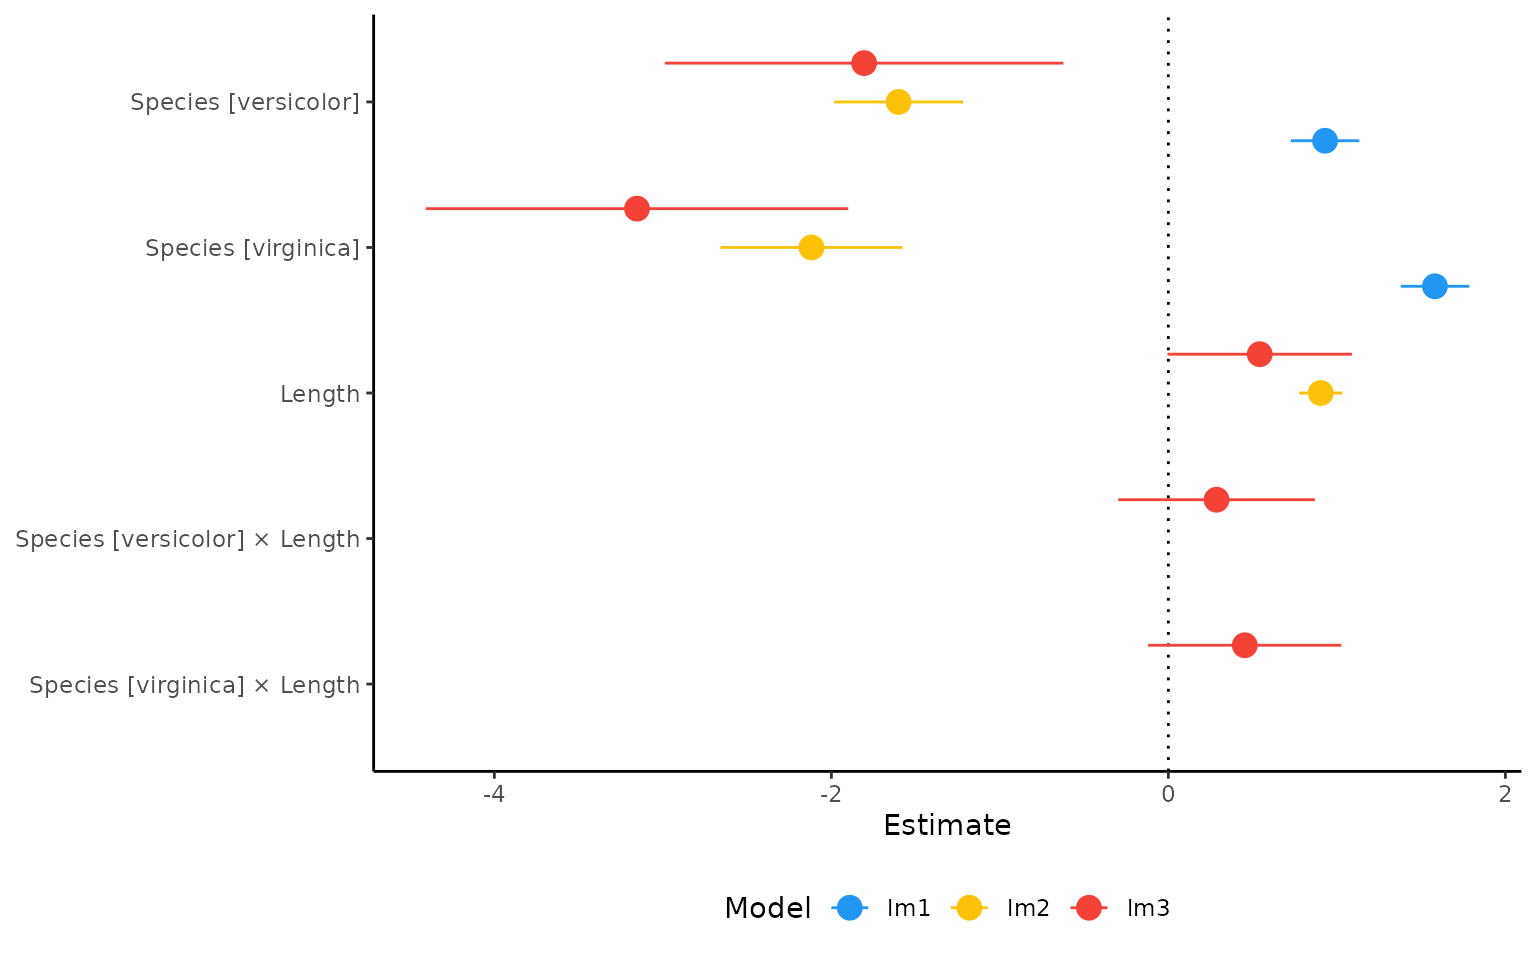 Species [versicolor]
Species [virginica]
Length
Species [versicolor] × Length
Species [virginica] × Length
-4 -2 0 2
Estimate
Model lm1 lm2 lm3